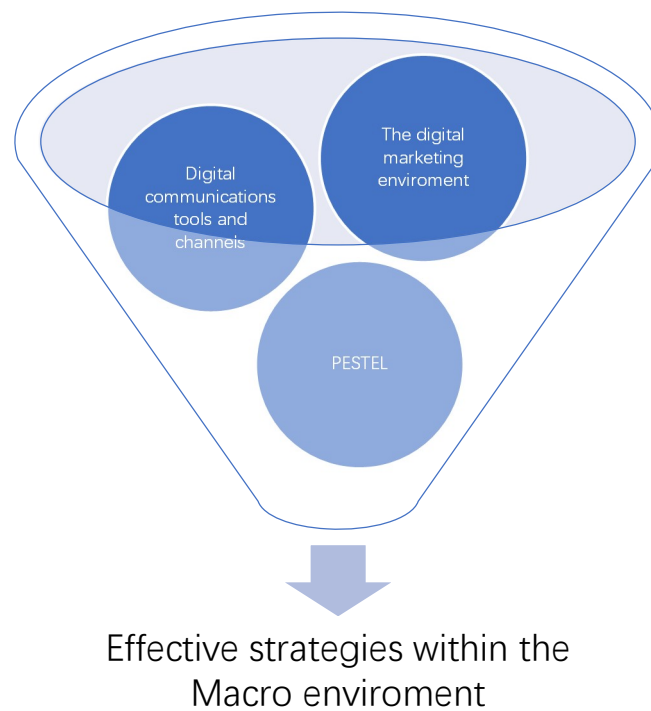 The digital
marketing
enviroment
Digital
communications
tools and
channels
PESTEL
Effective strategies within the
Macro enviroment